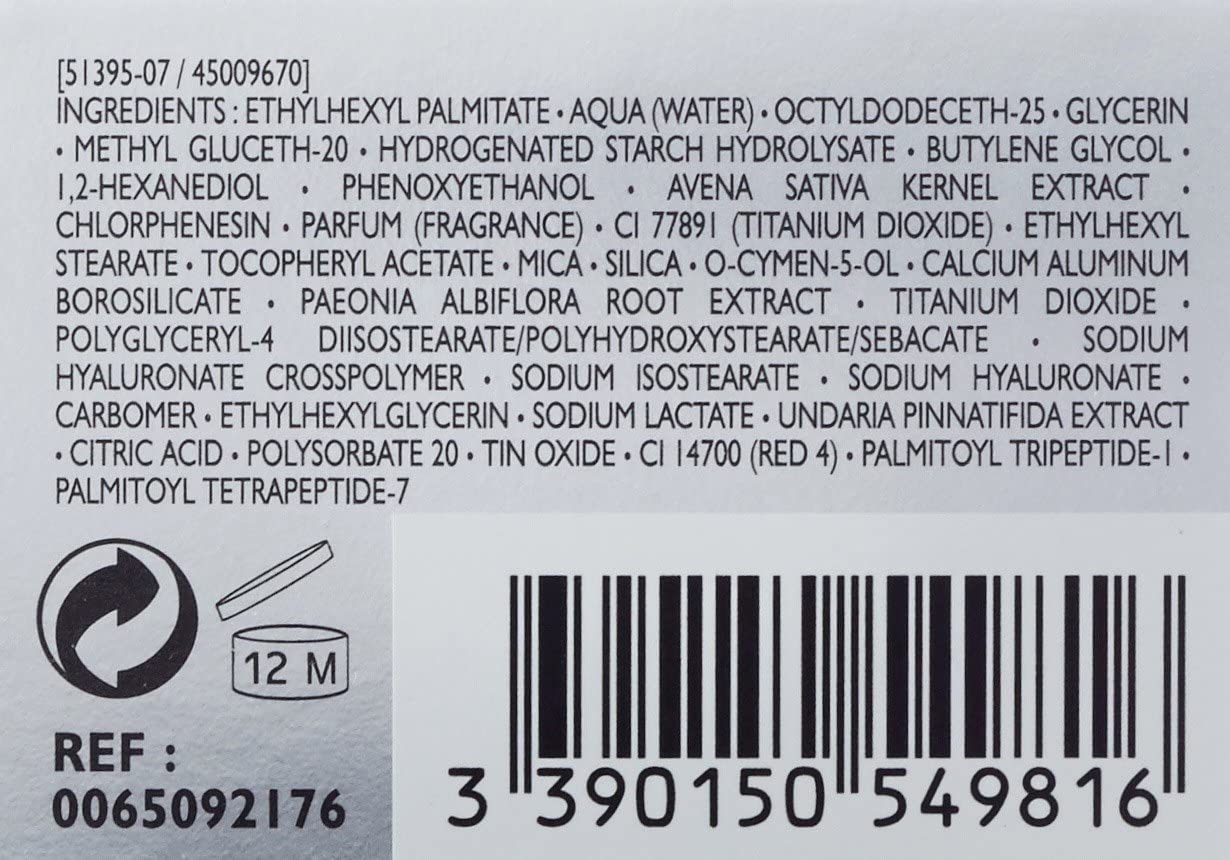 [51395-07 / 45009670]
INGREDIENTS : ETHYLHEXYL PALMITATE • AQUA (WATER) • OCTYLDODECETH-25 • GLYCERIN
• METHYL GLUCETH-20 • HYDROGENATED STARCH HYDROLYSATE • BUTYLENE GLYCOL •
1,2-HEXANEDIOL • PHENOXYETHANOL • AVENA SATIVA KERNEL EXTRACT •
CHLORPHENESIN • PARFUM (FRAGRANCE) • CI 77891 (TITANIUM DIOXIDE) • ETHYLHEXYL
STEARATE • TOCOPHERYL ACETATE • MICA • SILICA • O-CYMEN-5-OL • CALCIUM ALUMINUM
BOROSILICATE • PAEONIA ALBIFLORA ROOT EXTRACT • TITANIUM DIOXIDE •
POLYGLYCERYL-4 DIISOSTEARATE/POLYHYDROXYSTEARATE/SEBACATE • SODIUM
HYALURONATE CROSSPOLYMER • SODIUM ISOSTEARATE • SODIUM HYALURONATE •
CARBOMER • ETHYLHEXYLGLYCERIN • SODIUM LACTATE • UNDARIA PINNATIFIDA EXTRACT
• CITRIC ACID • POLYSORBATE 20 • TIN OXIDE • CI 14700 (RED 4) • PALMITOYL TRIPEPTIDE-1 •
PALMITOYL TETRAPEPTIDE-7
12 M
REF :
0065092176
3 390150 549816